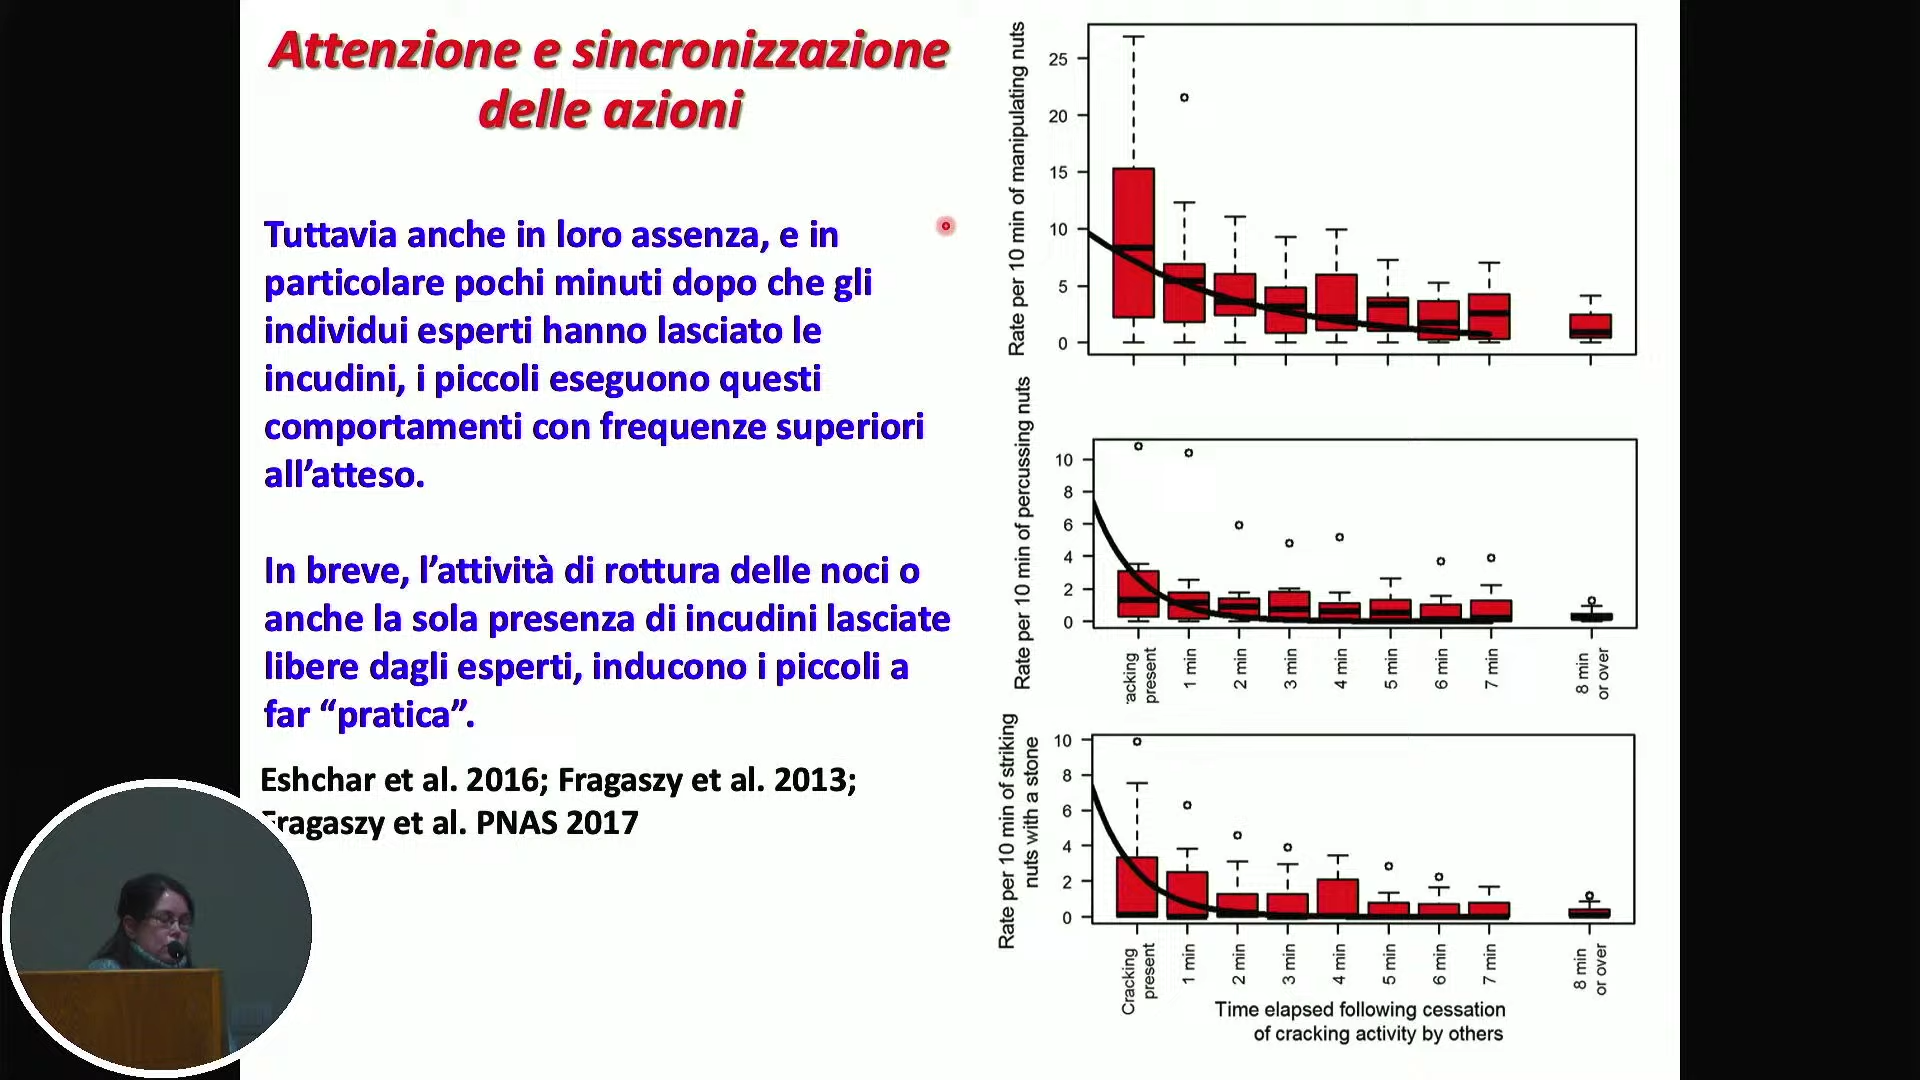 Attenzione e sincronizzazione
delle azioni
Tuttavia anche in loro assenza, e in
particolare pochi minuti dopo che gli
individui esperti hanno lasciato le
incudini, i piccoli eseguono questi
comportamenti con frequenze superiori
all’atteso.
In breve, l’attività di rottura delle noci o
anche la sola presenza di incudini lasciate
libere dagli esperti, inducono i piccoli a
far “pratica”.
Eshchar et al. 2016; Fragaszy et al. 2013;
Fragaszy et al. PNAS 2017
Rate per 10 min of manipulating nuts
25
20
15
10
5
0
Rate per 10 min of percussing nuts
10
8
6
4
2
0
acking
present
1 min
2 min
3 min
4 min
5 min
6 min
7 min
8 min
or over
Rate per 10 min of striking
nuts with a stone
10
8
6
4
2
0
Cracking
present
1 min
2 min
3 min
4 min
5 min
6 min
7 min
8 min
or over
Time elapsed following cessation
of cracking activity by others